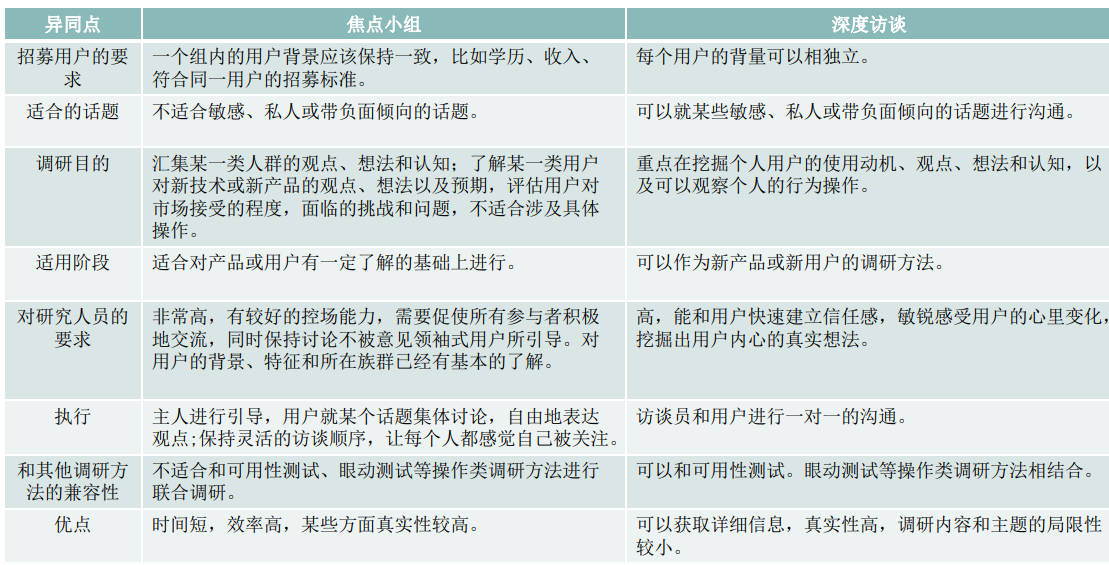 异同点
焦点小组
深度访谈
招募用户的要
求
一个组内的用户背景应该保持一致，比如学历、收入、
符合同一用户的招募标准。
每个用户的背量可以相独立。
适合的话题
不适合敏感、私人或带负面倾向的话题。
可以就某些敏感、私人或带负面倾向的话题进行沟通。
调研目的
汇集某一类人群的观点、想法和认知；了解某一类用户
对新技术或新产品的观点、想法以及预期，评估用户对
市场接受的程度，面临的挑战和问题，不适合涉及具体
操作。
重点在挖掘个人用户的使用动机、观点、想法和认知，以
及可以观察个人的行为操作。
适用阶段
适合对产品或用户有一定了解的基础上进行。
可以作为新产品或新用户的调研方法。
对研究人员的
要求
非常高，有较好的控场能力，需要促使所有参与者积极
地交流，同时保持讨论不被意见领袖式用户所引导。对
用户的背景、特征和所在族群已经有基本的了解。
高，能和用户快速建立信任感，敏锐感受用户的心里变化，
挖掘出用户内心的真实想法。
执行
主人进行引导，用户就某个话题集体讨论，自由地表达
观点;保持灵活的访谈顺序，让每个人都感觉自己被关注。
访谈员和用户进行一对一的沟通。
和其他调研方
法的兼容性
不适合和可用性测试、眼动测试等操作类调研方法进行
联合调研。
可以和可用性测试。眼动测试等操作类调研方法相结合。
优点
时间短，效率高，某些方面真实性较高。
可以获取详细信息，真实性高，调研内容和主题的局限性
较小。